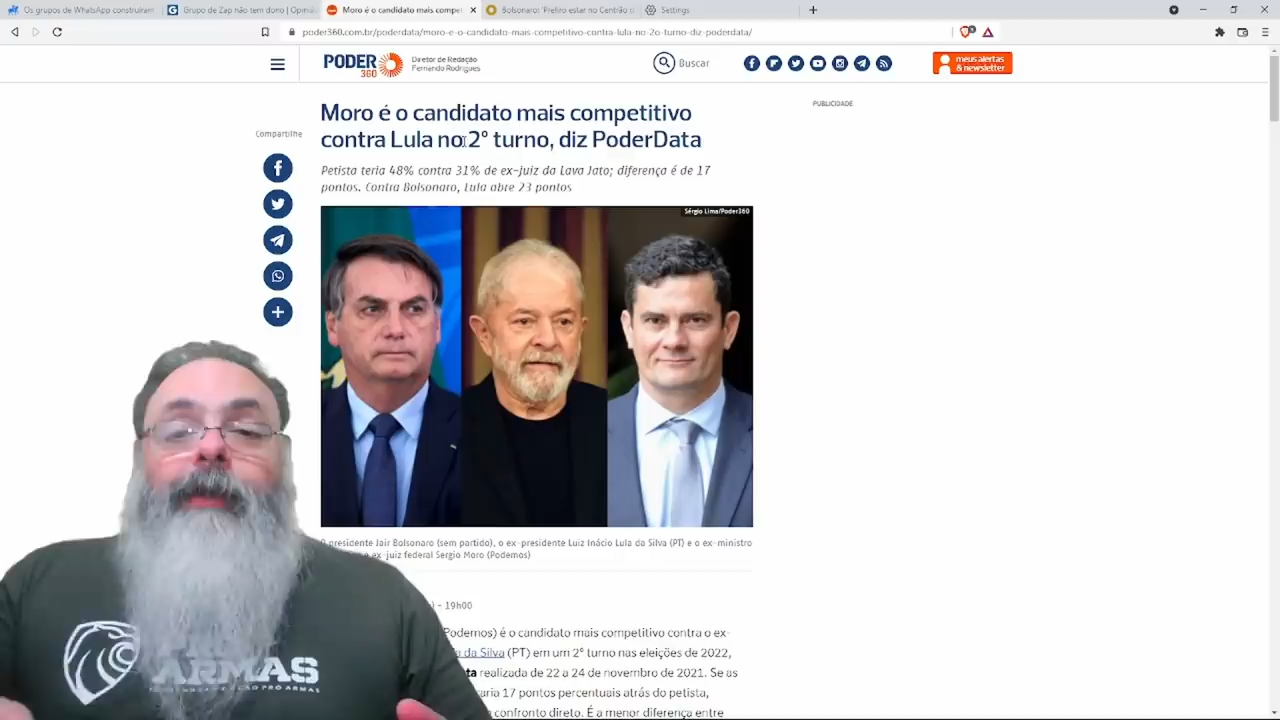 Os grupos de WhatsApp construíram
Grupo de Zap não tem dono | Opini
Moro é o candidato mais compet
Bolsonaro: 'Prefiro estar no Centrão
Settings
poder360.com.br/poderdata/moro-e-o-candidato-mais-competitivo-contra-lula-no-2o-turno-diz-poderdata/
PODER
360
Diretor de Redação
Fernando Rodrigues
Buscar
meus alertas
& newsletter
Moro é o candidato mais competitivo
contra Lula no 2º turno, diz PoderData
PUBLICIDADE
Compartilhe
Petista teria 48% contra 31% de ex-juiz da Lava Jato; diferença é de 17
pontos. Contra Bolsonaro, Lula abre 23 pontos
Sérgio Lima/Poder360
presidente Jair Bolsonaro (sem partido), o ex-presidente Luiz Inácio Lula da Silva (PT) e o ex-ministro
e ex-juiz federal Sergio Moro (Podemos)
) - 19h00
Podemos) é o candidato mais competitivo contra o ex-
da Silva (PT) em um 2º turno nas eleições de 2022,
ta realizada de 22 a 24 de novembro de 2021. Se as
aria 17 pontos percentuais atrás do petista,
confronto direto. É a menor diferença entre
ARMAS
PRÓ ARMAS